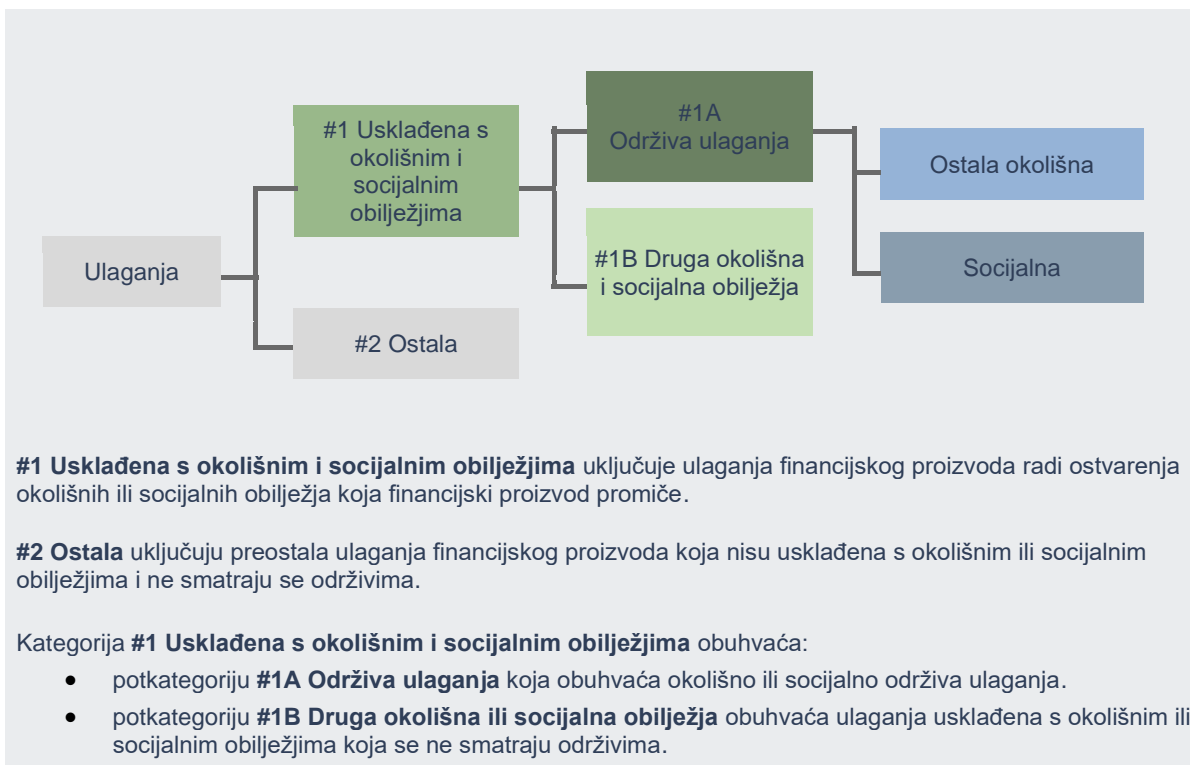 #1 Usklađena s
okolišnim i
socijalnim
obilježjima
#1A
Održiva ulaganja
Ostala okolišna
Ulaganja
#1B Druga okolišna
i socijalna obilježja
Socijalna
#2 Ostala
#1 Usklađena s okolišnim i socijalnim obilježjima uključuje ulaganja financijskog proizvoda radi ostvarenja
okolišnih ili socijalnih obilježja koja financijski proizvod promiče.
#2 Ostala uključuju preostala ulaganja financijskog proizvoda koja nisu usklađena s okolišnim ili socijalnim
obilježjima i ne smatraju se održivima.
Kategorija #1 Usklađena s okolišnim i socijalnim obilježjima obuhvaća:
• potkategoriju #1A Održiva ulaganja koja obuhvaća okolišno ili socijalno održiva ulaganja.
• potkategoriju #1B Druga okolišna ili socijalna obilježja obuhvaća ulaganja usklađena s okolišnim ili
socijalnim obilježjima koja se ne smatraju održivima.